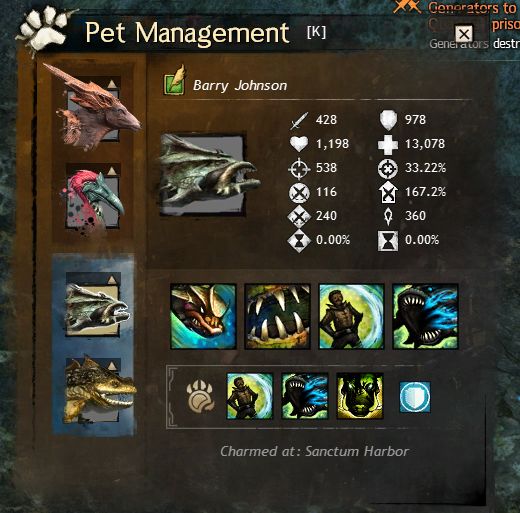 Generators to
Pet Management [K]
priso
Generators destr
Barry Johnson
428 978
1,198 13,078
538 33.22%
116 167.2%
240 360
0.00% 0.00%
Charmed at: Sanctum Harbor